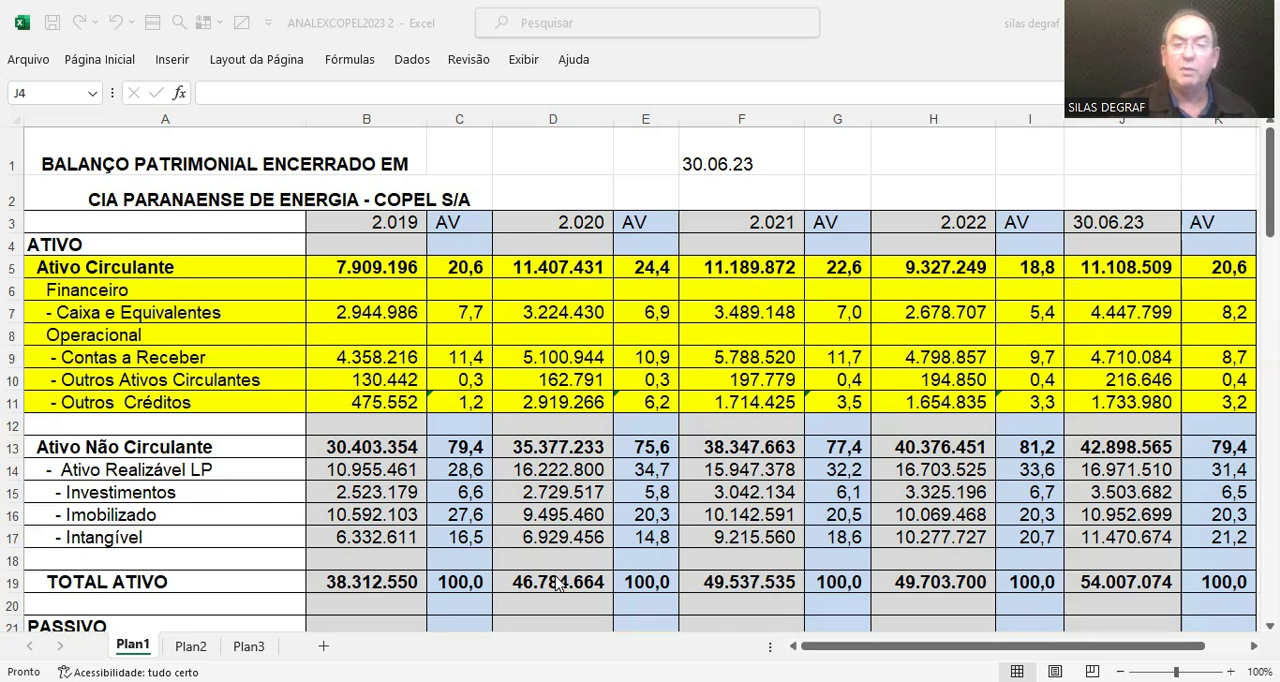 ANALEXCOPEL2023 2 - Excel
Pesquisar
silas degraf
Arquivo Página Inicial Inserir Layout da Página Fórmulas Dados Revisão Exibir Ajuda
SILAS DEGRAF
J4 fx
A B C D E F G H I J K
1 BALANÇO PATRIMONIAL ENCERRADO EM 30.06.23
2 CIA PARANAENSE DE ENERGIA - COPEL S/A
3 2.019 AV 2.020 AV 2.021 AV 2.022 AV 30.06.23 AV
4 ATIVO
5 Ativo Circulante 7.909.196 20,6 11.407.431 24,4 11.189.872 22,6 9.327.249 18,8 11.108.509 20,6
6 Financeiro
7 - Caixa e Equivalentes 2.944.986 7,7 3.224.430 6,9 3.489.148 7,0 2.678.707 5,4 4.447.799 8,2
8 Operacional
9 - Contas a Receber 4.358.216 11,4 5.100.944 10,9 5.788.520 11,7 4.798.857 9,7 4.710.084 8,7
10 - Outros Ativos Circulantes 130.442 0,3 162.791 0,3 197.779 0,4 194.850 0,4 216.646 0,4
11 - Outros Créditos 475.552 1,2 2.919.266 6,2 1.714.425 3,5 1.654.835 3,3 1.733.980 3,2
12
13 Ativo Não Circulante 30.403.354 79,4 35.377.233 75,6 38.347.663 77,4 40.376.451 81,2 42.898.565 79,4
14 - Ativo Realizável LP 10.955.461 28,6 16.222.800 34,7 15.947.378 32,2 16.703.525 33,6 16.971.510 31,4
15 - Investimentos 2.523.179 6,6 2.729.517 5,8 3.042.134 6,1 3.325.196 6,7 3.503.682 6,5
16 - Imobilizado 10.592.103 27,6 9.495.460 20,3 10.142.591 20,5 10.069.468 20,3 10.952.699 20,3
17 - Intangível 6.332.611 16,5 6.929.456 14,8 9.215.560 18,6 10.277.727 20,7 11.470.674 21,2
18
19 TOTAL ATIVO 38.312.550 100,0 46.784.664 100,0 49.537.535 100,0 49.703.700 100,0 54.007.074 100,0
20
21 PASSIVO
Plan1 Plan2 Plan3
Pronto Acessibilidade: tudo certo 100%